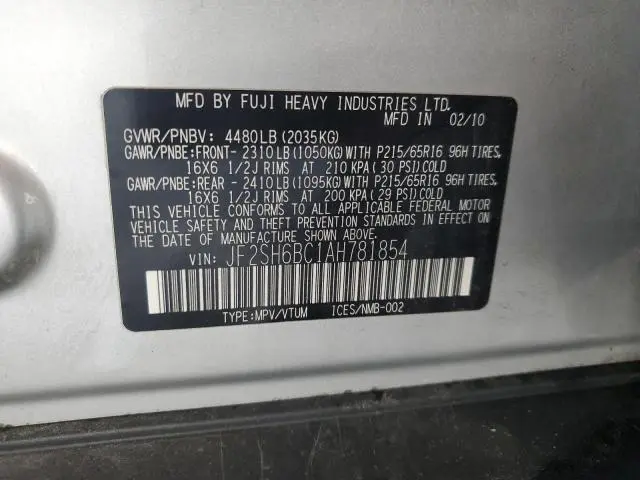 MFD BY FUJI HEAVY INDUSTRIES LTD.
MFD IN 02/10
GVWR/PNBV: 4480LB(2035KG)
GAWR/PNBE:FRONT- 2310LB(1050KG)WITH P215/65R16 96H TIRES,
16X6 1/2J RIMS AT 210 KPA(30 PSI)COLD
GAWR/PNBE:REAR - 2410LB(1095KG)WITH P215/65R16 96H TIRES,
16X6 1/2J RIMS AT 200 KPA(29 PSI)COLD
THIS VEHICLE CONFORMS TO ALL APPLICABLE FEDERAL MOTOR
VEHICLE SAFETY AND THEFT PREVENTION STANDARDS IN EFFECT ON
THE DATE OF MANUFACTURE SHOWN ABOVE.
VIN: JF2SH6BC1AH781854
TYPE:MPV/VTUM ICES/NMB-002